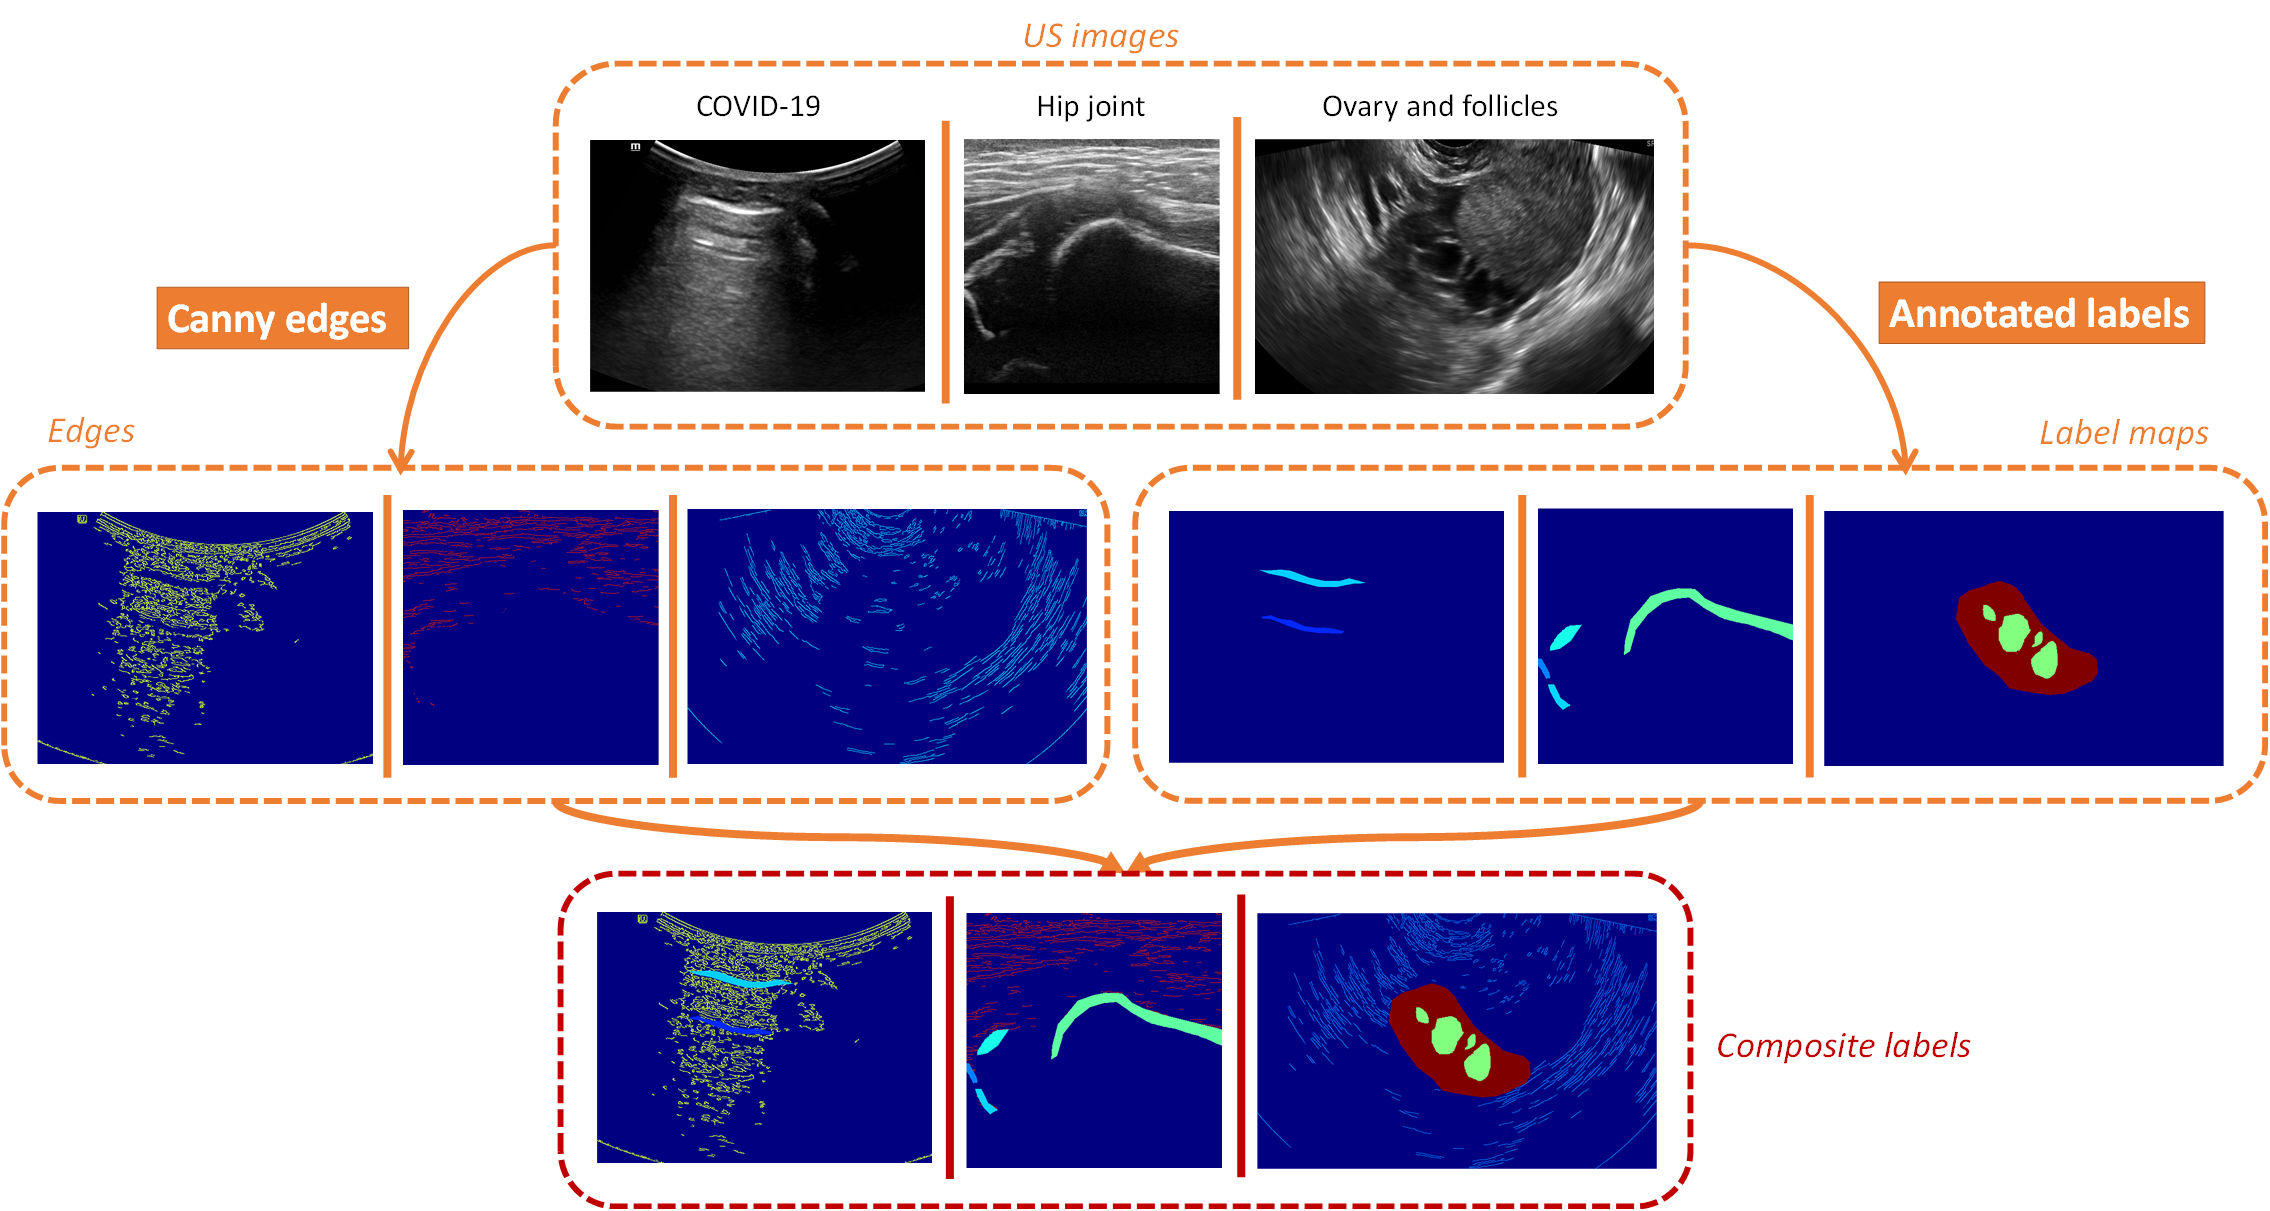 US images
COVID-19
Hip joint
Ovary and follicles
m
Canny edges
Annotated labels
Edges
Label maps
Composite labels